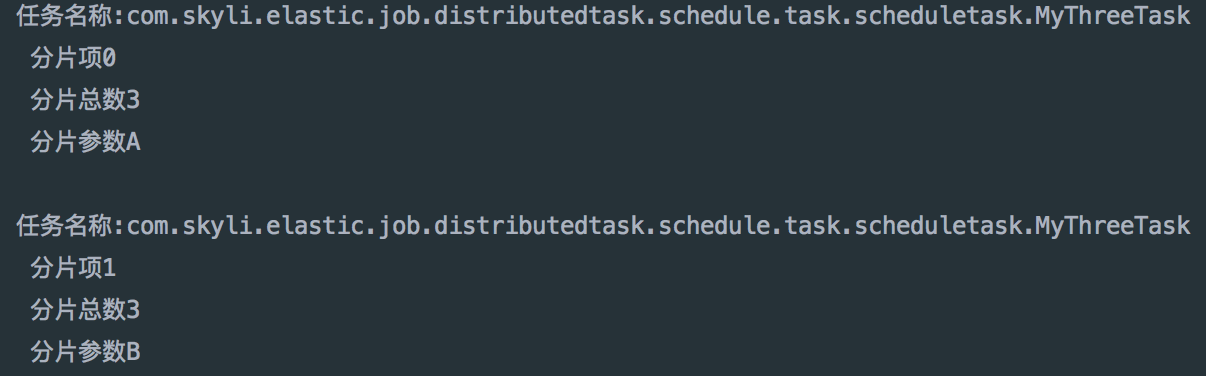 任务名称:com.skyli.elastic.job.distributedtask.schedule.task.scheduletask.MyThreeTask
分片项0
分片总数3
分片参数A
任务名称:com.skyli.elastic.job.distributedtask.schedule.task.scheduletask.MyThreeTask
分片项1
分片总数3
分片参数B